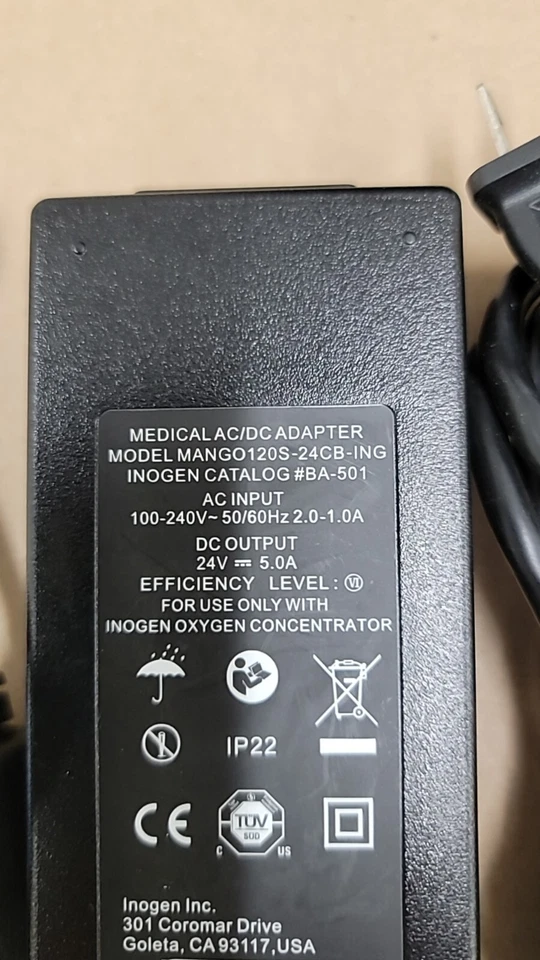 MEDICAL AC/DC ADAPTER
MODEL MANGO120S-24CB-ING
INOGEN CATALOG #BA-501
AC INPUT
100-240V~ 50/60Hz 2.0-1.0A
DC OUTPUT
24V ⎓ 5.0A
EFFICIENCY LEVEL: Ⓥ︎I
FOR USE ONLY WITH
INOGEN OXYGEN CONCENTRATOR
IP22
CE
TÜV
SÜD
C US
Inogen Inc.
301 Coromar Drive
Goleta, CA 93117,USA